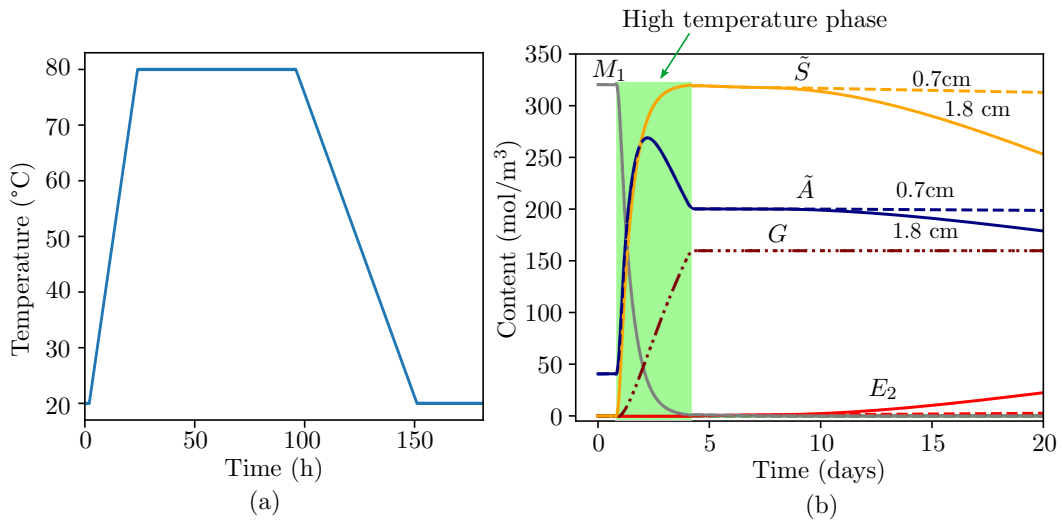 80
70
60
50
40
30
20
Temperature (°C)
0
50
100
150
Time (h)
(a)
High temperature phase
350
300
250
200
150
100
50
0
Content (mol/m³)
M₁
S̃
0.7cm
1.8 cm
Ã
0.7cm
1.8 cm
G
E₂
0
5
10
15
20
Time (days)
(b)